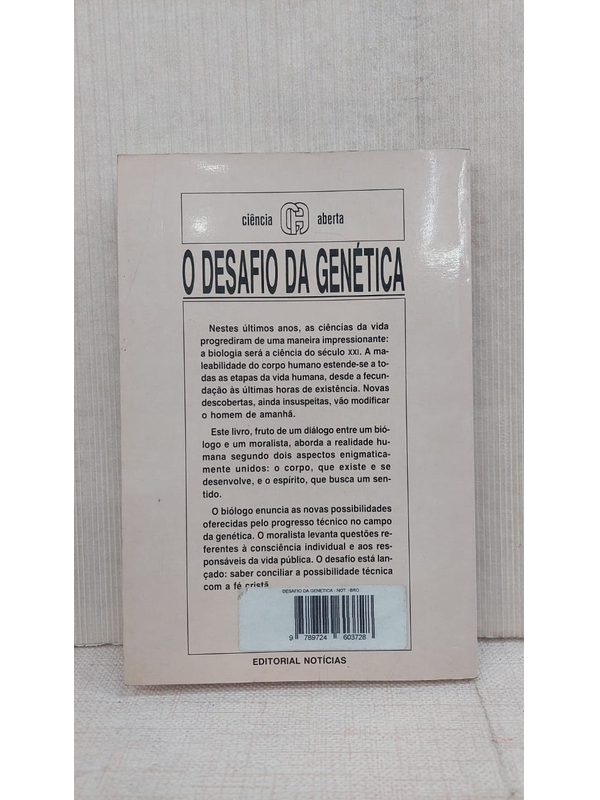 ciência aberta
O DESAFIO DA GENÉTICA
Nestes últimos anos, as ciências da vida
progrediram de uma maneira impressionante:
a biologia será a ciência do século XXI. A ma-
leabilidade do corpo humano estende-se a to-
das as etapas da vida humana, desde a fecun-
dação às últimas horas de existência. Novas
descobertas, ainda insuspeitas, vão modificar
o homem de amanhã.
Este livro, fruto de um diálogo entre um bió-
logo e um moralista, aborda a realidade hu-
mana segundo dois aspectos enigmatica-
mente unidos: o corpo, que existe e se
desenvolve, e o espírito, que busca um sen-
tido.
O biólogo enuncia as novas possibilidades
oferecidas pelo progresso técnico no campo
da genética. O moralista levanta questões re-
ferentes à consciência individual e aos res-
ponsáveis da vida pública. O desafio está lan-
çado: saber conciliar a possibilidade técnica
com a fé cristã
DESAFIO DA GENETICA - NOT
9 789724 603728
EDITORIAL NOTÍCIAS